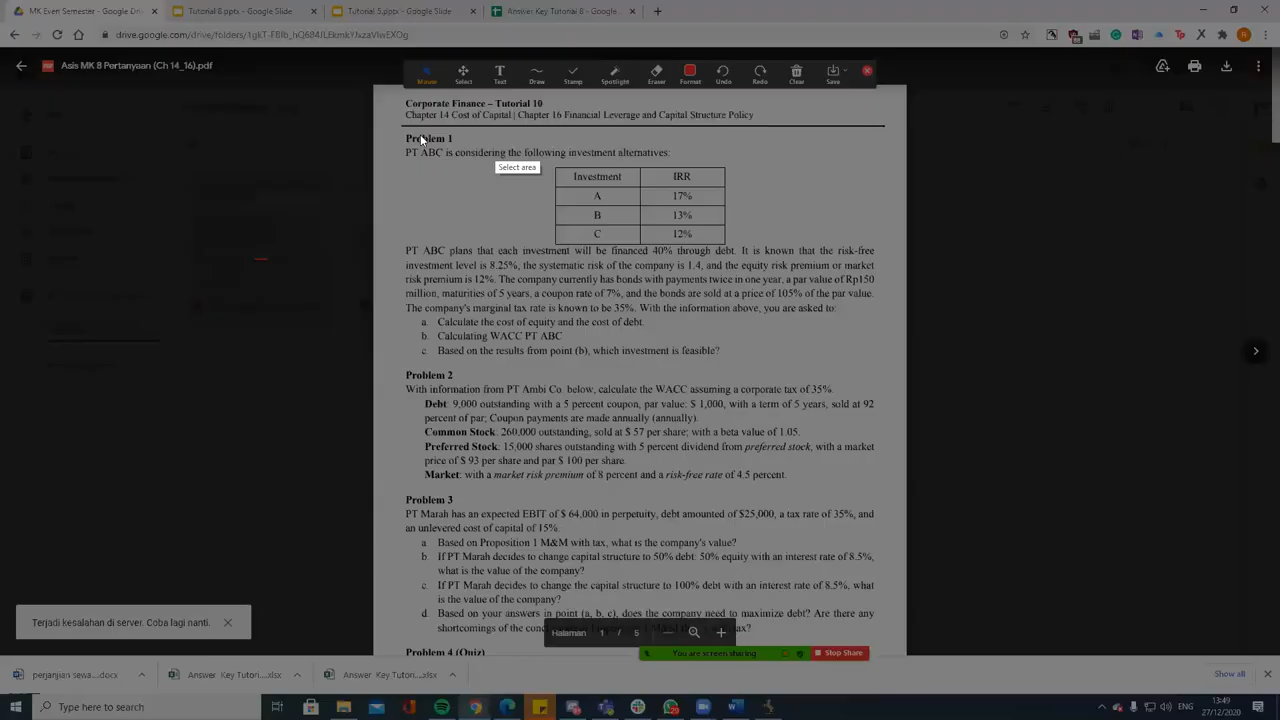 MK Even Semester - Google Dri
Tutorial 8.pptx - Google Slide
Tutorial 5.pptx - Google Slide
Answer Key Tutorial 8 - Google
drive.google.com/drive/folders/
Asis MK 8 Pertanyaan (Ch 14_16).pdf
Mouse
Select
Text
Draw
Stamp
Spotlight
Eraser
Format
Undo
Redo
Clear
Save
Corporate Finance – Tutorial 10
Chapter 14 Cost of Capital | Chapter 16 Financial Leverage and Capital Structure Policy
Problem 1
PT ABC is considering the following investment alternatives:
Select area
Investment IRR
A 17%
B 13%
C 12%
PT ABC plans that each investment will be financed 40% through debt. It is known that the risk-free
investment level is 8.25%, the systematic risk of the company is 1.4, and the equity risk premium or market
risk premium is 12%. The company currently has bonds with payments twice in one year, a par value of Rp150
million, maturities of 5 years, a coupon rate of 7%, and the bonds are sold at a price of 105% of the par value.
The company's marginal tax rate is known to be 35%. With the information above, you are asked to:
a. Calculate the cost of equity and the cost of debt.
b. Calculating WACC PT ABC
c. Based on the results from point (b), which investment is feasible?
Problem 2
With information from PT Ambi Co. below, calculate the WACC assuming a corporate tax of 35%.
Debt: 9,000 outstanding with a 5 percent coupon, par value: $ 1,000, with a term of 5 years, sold at 92
percent of par; Coupon payments are made annually (annually).
Common Stock: 260,000 outstanding, sold at $ 57 per share; with a beta value of 1.05.
Preferred Stock: 15,000 shares outstanding with 5 percent dividend from preferred stock, with a market
price of $ 93 per share and par $ 100 per share.
Market: with a market risk premium of 8 percent and a risk-free rate of 4.5 percent.
Problem 3
PT Marah has an expected EBIT of $ 64,000 in perpetuity, debt amounted of $25,000, a tax rate of 35%, and
an unlevered cost of capital of 15%.
a. Based on Proposition 1 M&M with tax, what is the company's value?
b. If PT Marah decides to change capital structure to 50% debt: 50% equity with an interest rate of 8.5%,
what is the value of the company?
c. If PT Marah decides to change the capital structure to 100% debt with an interest rate of 8.5%, what
is the value of the company?
d. Based on your answers in point (a, b, c), does the company need to maximize debt? Are there any
shortcomings of the
Terjadi kesalahan di server. Coba lagi nanti.
Halaman 1 / 5
Problem 4 (Quiz)
You are screen sharing
Stop Share
perjanjian sewa....docx
Answer Key Tutori....xlsx
Answer Key Tutori....xlsx
Show all
Type here to search
20
13:49
27/12/2020